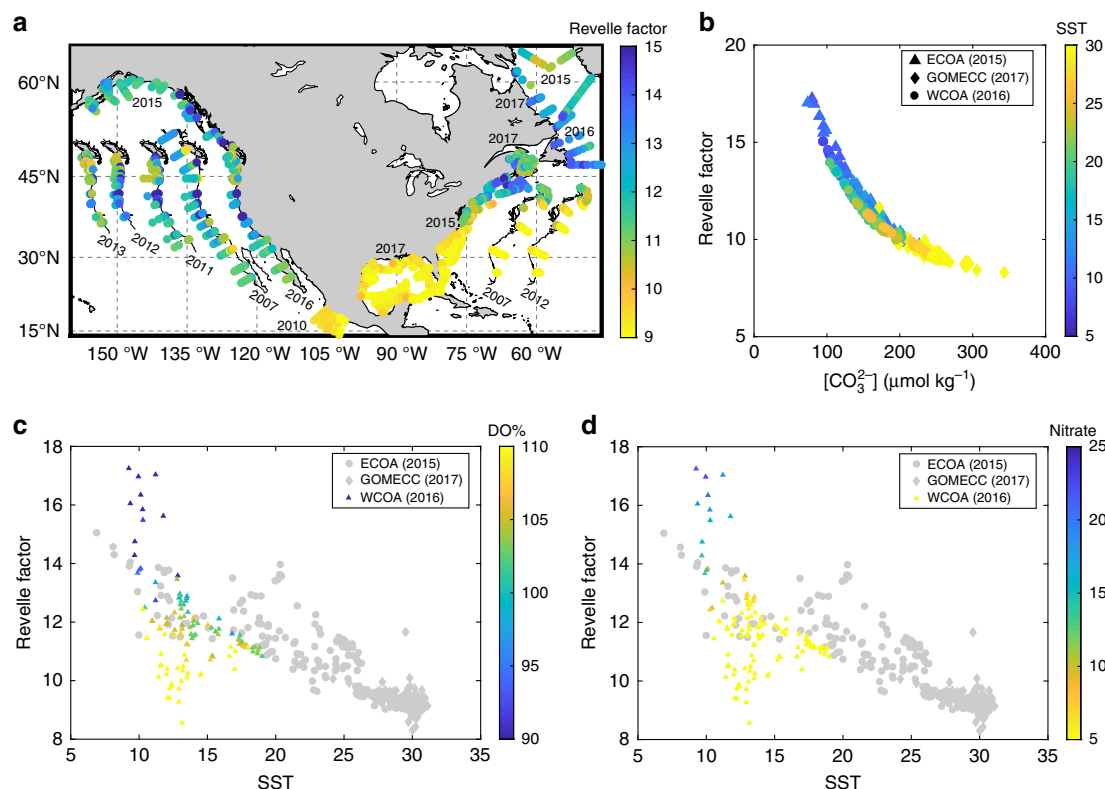 a
Revelle factor
60°N
45°N
30°N
15°N
150 °W
135 °W
120 °W
105 °W
90 °W
75 °W
60 °W
2015
2013
2012
2011
2007
2016
2010
2017
2015
2017
2017
2015
2016
2007
2012
15
14
13
12
11
10
9
b
SST
20
15
10
5
Revelle factor
ECOA (2015)
GOMECC (2017)
WCOA (2016)
0
100
200
300
400
[CO₃²⁻] (μmol kg⁻¹)
30
25
20
15
10
5
c
DO%
18
16
14
12
10
8
Revelle factor
ECOA (2015)
GOMECC (2017)
WCOA (2016)
5
10
15
20
25
30
35
SST
110
105
100
95
90
d
Nitrate
18
16
14
12
10
8
Revelle factor
ECOA (2015)
GOMECC (2017)
WCOA (2016)
5
10
15
20
25
30
35
SST
25
20
15
10
5